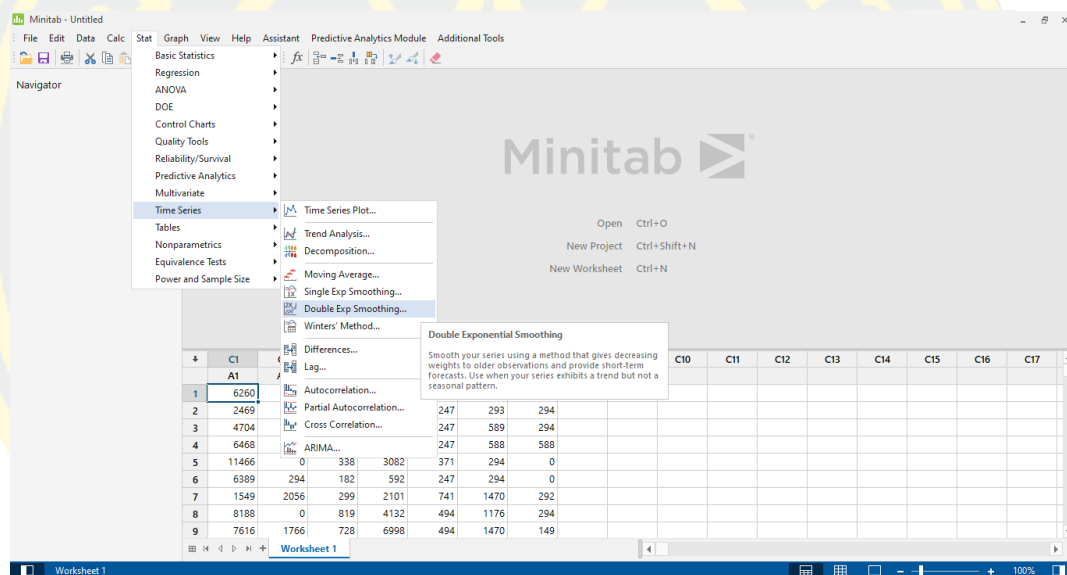 Minitab - Untitled
File Edit Data Calc Stat Graph View Help Assistant Predictive Analytics Module Additional Tools
Navigator
Basic Statistics
Regression
ANOVA
DOE
Control Charts
Quality Tools
Reliability/Survival
Predictive Analytics
Multivariate
Time Series
Tables
Nonparametrics
Equivalence Tests
Power and Sample Size
Time Series Plot...
Trend Analysis...
Decomposition...
Moving Average...
Single Exp Smoothing...
Double Exp Smoothing...
Winters' Method...
Differences...
Lag...
Autocorrelation...
Partial Autocorrelation...
Cross Correlation...
ARIMA...
Minitab
Open Ctrl+O
New Project Ctrl+Shift+N
New Worksheet Ctrl+N
Double Exponential Smoothing
Smooth your series using a method that gives decreasing
weights to older observations and provide short-term
forecasts. Use when your series exhibits a trend but not a
seasonal pattern.
C1 C10 C11 C12 C13 C14 C15 C16 C17
A1
1 6260
2 2469 247 293 294
3 4704 247 589 294
4 6468 247 588 588
5 11466 0 338 3082 371 294 0
6 6389 294 182 592 247 294 0
7 1549 2056 299 2101 741 1470 292
8 8188 0 819 4132 494 1176 294
9 7616 1766 728 6998 494 1470 149
Worksheet 1
Worksheet 1 100%